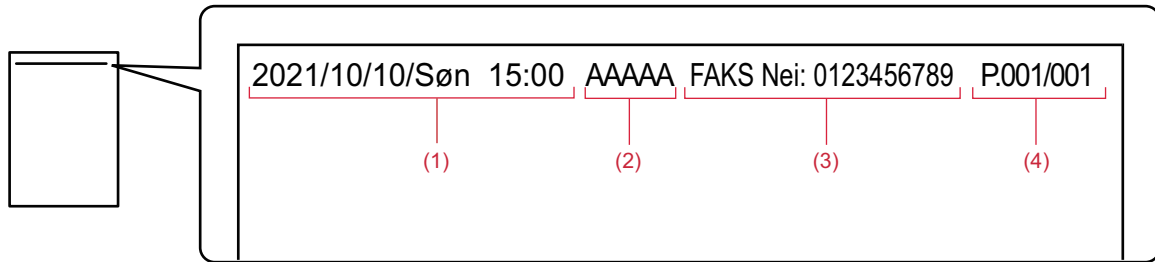 2021/10/10/Søn 15:00 AAAAA FAKS Nei: 0123456789 P.001/001
(1) (2) (3) (4)